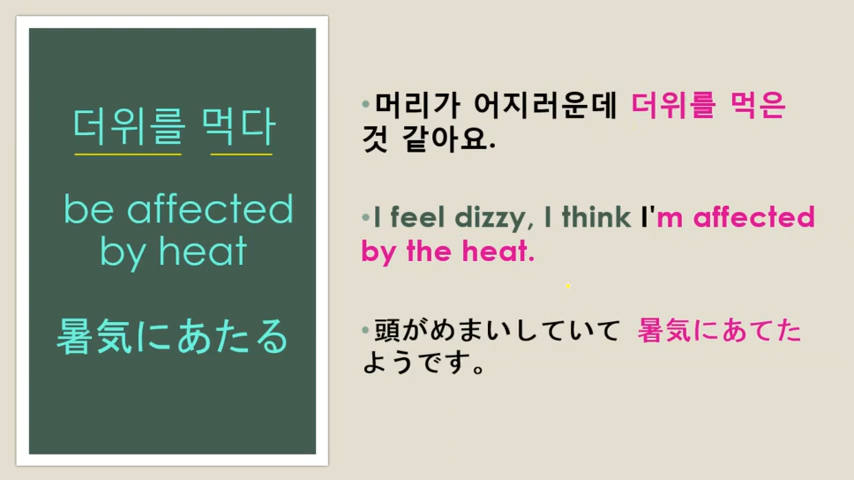 더위를 먹다
be affected
by heat
暑気にあたる
•머리가 어지러운데 더위를 먹은
것 같아요.
•I feel dizzy, I think I'm affected
by the heat.
•頭がめまいしていて 暑気にあてた
ようです。